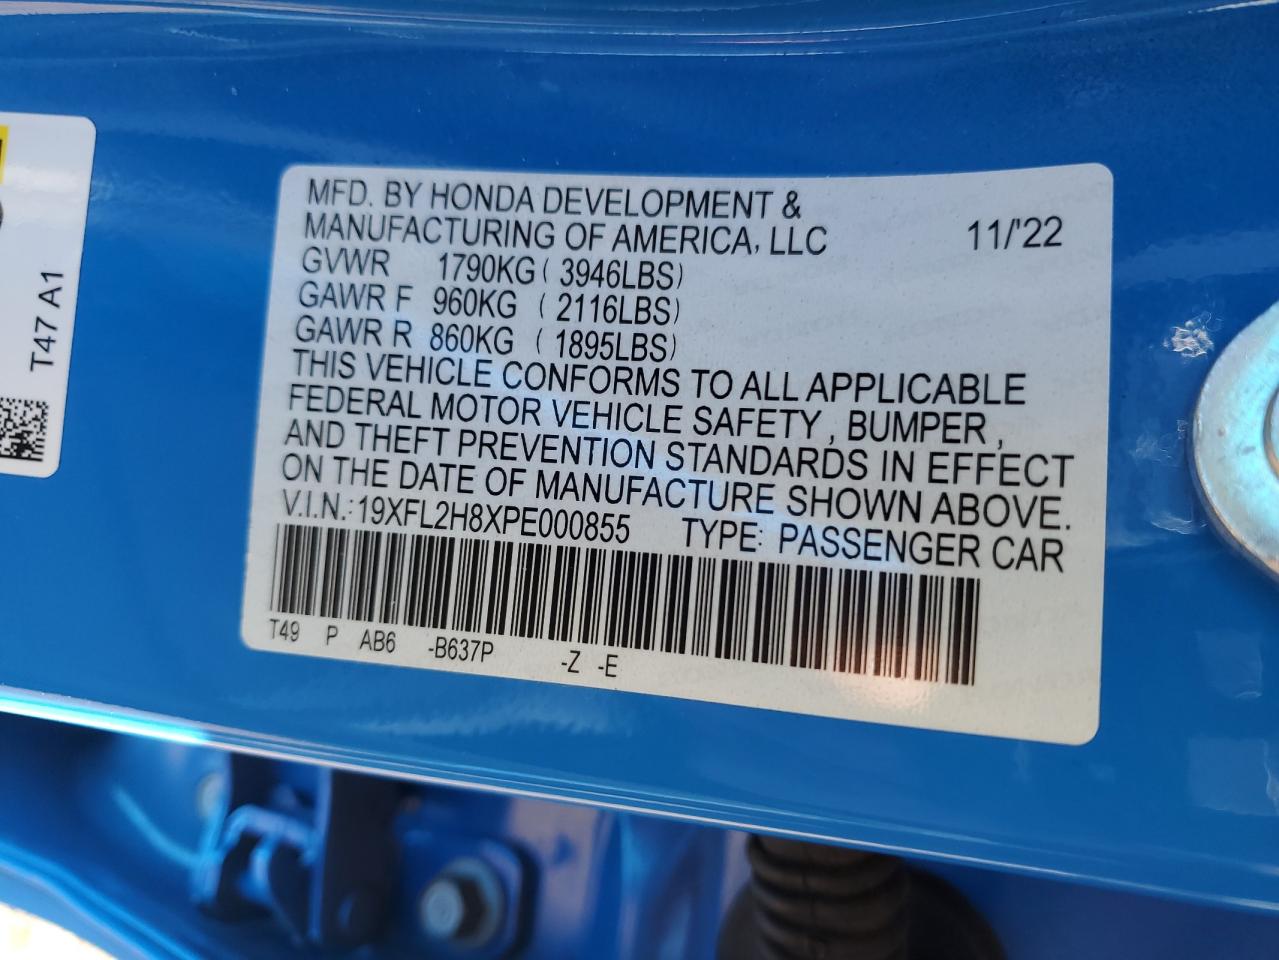 MFD. BY HONDA DEVELOPMENT &
MANUFACTURING OF AMERICA, LLC 11/'22
GVWR 1790KG ( 3946LBS)
GAWR F 960KG ( 2116LBS)
GAWR R 860KG ( 1895LBS)
THIS VEHICLE CONFORMS TO ALL APPLICABLE
FEDERAL MOTOR VEHICLE SAFETY , BUMPER ,
AND THEFT PREVENTION STANDARDS IN EFFECT
ON THE DATE OF MANUFACTURE SHOWN ABOVE.
V.I.N.: 19XFL2H8XPE000855 TYPE: PASSENGER CAR
T49 P AB6 -B637P -Z -E
T47 A1